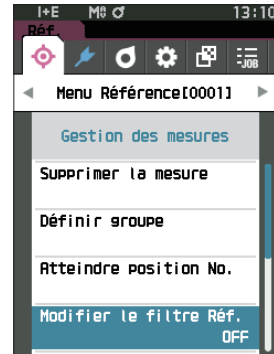 I+E M0 13:10
Réf.
JOB
Menu Référence[0001]
Gestion des mesures
Supprimer la mesure
Définir groupe
Atteindre position No.
Modifier le filtre Réf.
OFF